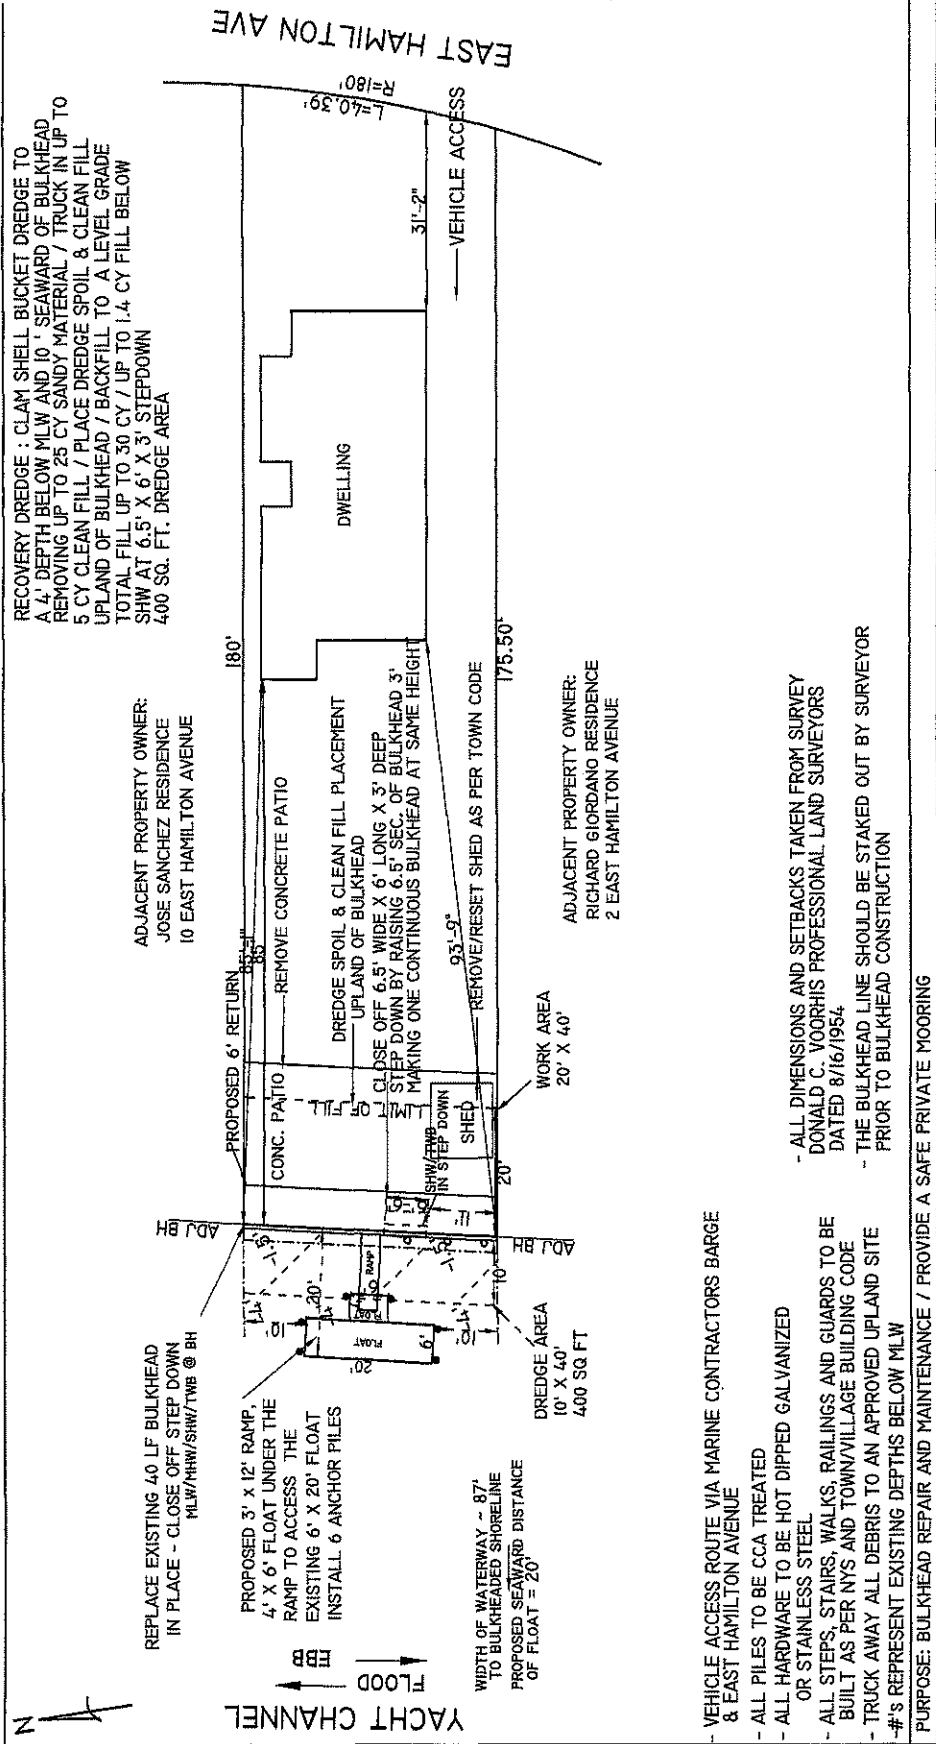 EAST HAMILTON AVE
RECOVERY DREDGE : CLAM SHELL BUCKET DREDGE TO
A 4' DEPTH BELOW MLW AND 10 ' SEAWARD OF BULKHEAD
REMOVING UP TO 25 CY SANDY MATERIAL / TRUCK IN UP TO
5 CY CLEAN FILL / PLACE DREDGE SPOIL & CLEAN FILL
UPLAND OF BULKHEAD / BACKFILL TO A LEVEL GRADE
TOTAL FILL UP TO 30 CY / UP TO 1.4 CY FILL BELOW
SHW AT 6.5' X 6' X 3' STEPDOWN
400 SQ. FT. DREDGE AREA
L=40.39'
R=180'
31'-2"
VEHICLE ACCESS
DWELLING
180'
175.50'
ADJACENT PROPERTY OWNER:
JOSE SANCHEZ RESIDENCE
10 EAST HAMILTON AVENUE
PROPOSED 6' RETURN
85'-1"
85'
REMOVE CONCRETE PATIO
CONC. PATIO
DREDGE SPOIL & CLEAN FILL PLACEMENT
UPLAND OF BULKHEAD
CLOSE OFF 6.5' WIDE X 6' LONG X 3' DEEP
STEP DOWN BY RAISING 6.5' SEC. OF BULKHEAD 3'
MAKING ONE CONTINUOUS BULKHEAD AT SAME HEIGHT
LIMIT OF FILL
93'-9"
REMOVE/RESET SHED AS PER TOWN CODE
SHED
SHW/TWB
IN STEP DOWN
6'-6"
11'
20'
WORK AREA
20' X 40'
ADJACENT PROPERTY OWNER:
RICHARD GIORDANO RESIDENCE
2 EAST HAMILTON AVENUE
ADJ BH
ADJ BH
REPLACE EXISTING 40 LF BULKHEAD
IN PLACE - CLOSE OFF STEP DOWN
MLW/MHW/SHW/TWB @ BH
PROPOSED 3' X 12' RAMP,
4' X 6' FLOAT UNDER THE
RAMP TO ACCESS THE
EXISTING 6' X 20' FLOAT
INSTALL 6 ANCHOR PILES
RAMP
FLOAT
FLOAT
20'
20'
6'
10'
10'
10'
DREDGE AREA
10' X 40'
400 SQ FT
WIDTH OF WATERWAY ~ 87'
TO BULKHEADED SHORELINE
PROPOSED SEAWARD DISTANCE
OF FLOAT = 20'
EBB
FLOOD
YACHT CHANNEL
N
- VEHICLE ACCESS ROUTE VIA MARINE CONTRACTORS BARGE
& EAST HAMILTON AVENUE
- ALL PILES TO BE CCA TREATED
- ALL HARDWARE TO BE HOT DIPPED GALVANIZED
OR STAINLESS STEEL
- ALL STEPS, STAIRS, WALKS, RAILINGS AND GUARDS TO BE
BUILT AS PER NYS AND TOWN/VILLAGE BUILDING CODE
- TRUCK AWAY ALL DEBRIS TO AN APPROVED UPLAND SITE
-#'s REPRESENT EXISTING DEPTHS BELOW MLW
- ALL DIMENSIONS AND SETBACKS TAKEN FROM SURVEY
DONALD C. VOORHIS PROFESSIONAL LAND SURVEYORS
DATED 8/16/1954
- THE BULKHEAD LINE SHOULD BE STAKED OUT BY SURVEYOR
PRIOR TO BULKHEAD CONSTRUCTION
PURPOSE: BULKHEAD REPAIR AND MAINTENANCE / PROVIDE A SAFE PRIVATE MOORING